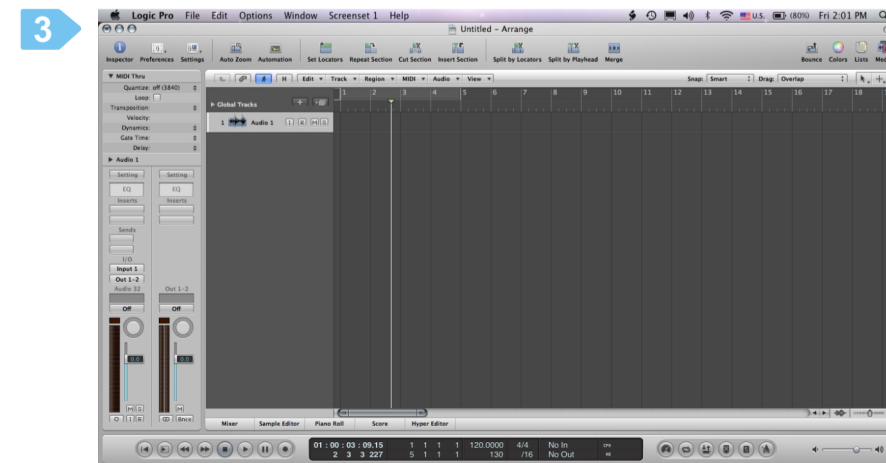 3
Logic Pro File Edit Options Window Screenset 1 Help U.S. (80%) Fri 2:01 PM
Untitled – Arrange
Inspector Preferences Settings Auto Zoom Automation Set Locators Repeat Section Cut Section Insert Section Split by Locators Split by Playhead Merge Bounce Colors Lists
MIDI Thru H Edit Track Region MIDI Audio View Snap: Smart Drag: Overlap
Quantize: off (3840) 1 2 3 4 5 6 7 8 9 10 11 12 13 14 15 16 17 18
Loop:
Transposition: Global Tracks
Velocity:
Dynamics: 1 Audio 1 I R M S
Gate Time:
Delay:
Audio 1
Setting Setting
EQ EQ
Inserts Inserts
Sends
I/O
Input 1
Out 1-2
Audio 32 Out 1-2
Off Off
0.0 0.0
M S M
I R Bnce
Mixer Sample Editor Piano Roll Score Hyper Editor
01 : 00 : 03 : 09.15 1 1 1 1 120.0000 4/4 No In CPU
2 3 3 227 5 1 1 1 130 /16 No Out HD